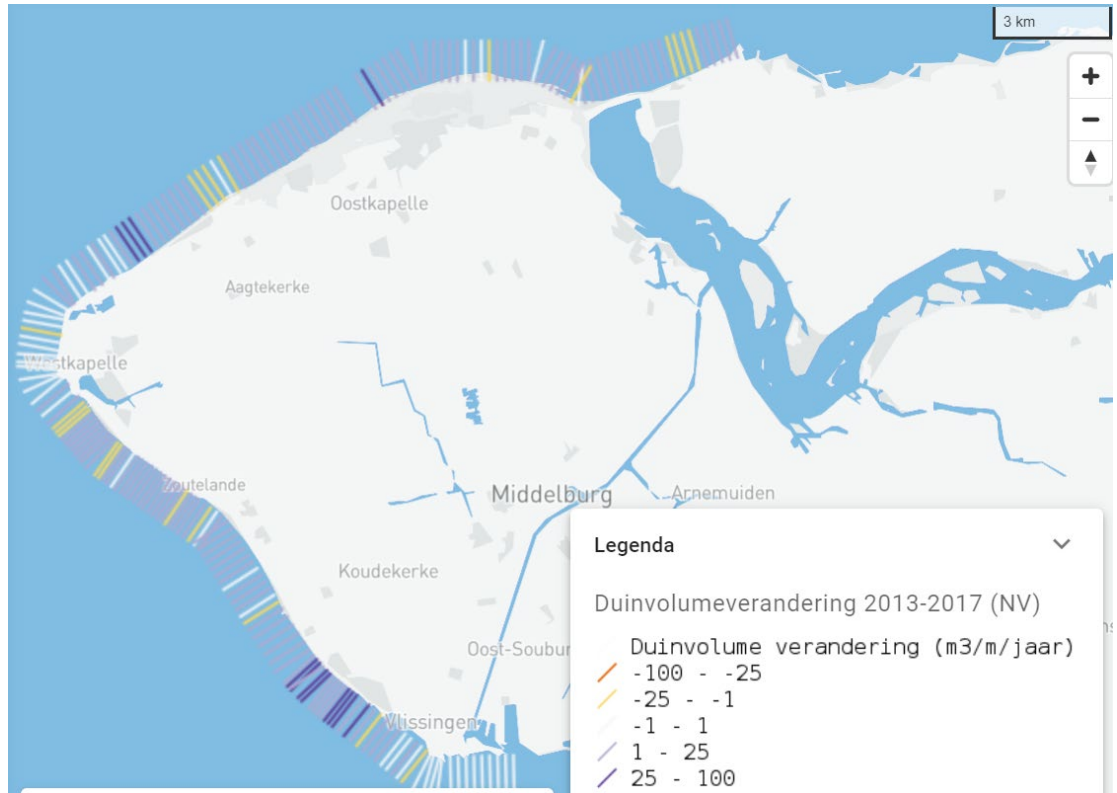 3 km
+
−
Oostkapelle
Aagtekerke
Westkapelle
Zoutelande
Middelburg
Arnemuiden
Koudekerke
Oost-Soubur
Vlissingen
Legenda
Duinvolumeverandering 2013-2017 (NV)
Duinvolume verandering (m3/m/jaar)
-100 - -25
-25 - -1
-1 - 1
1 - 25
25 - 100